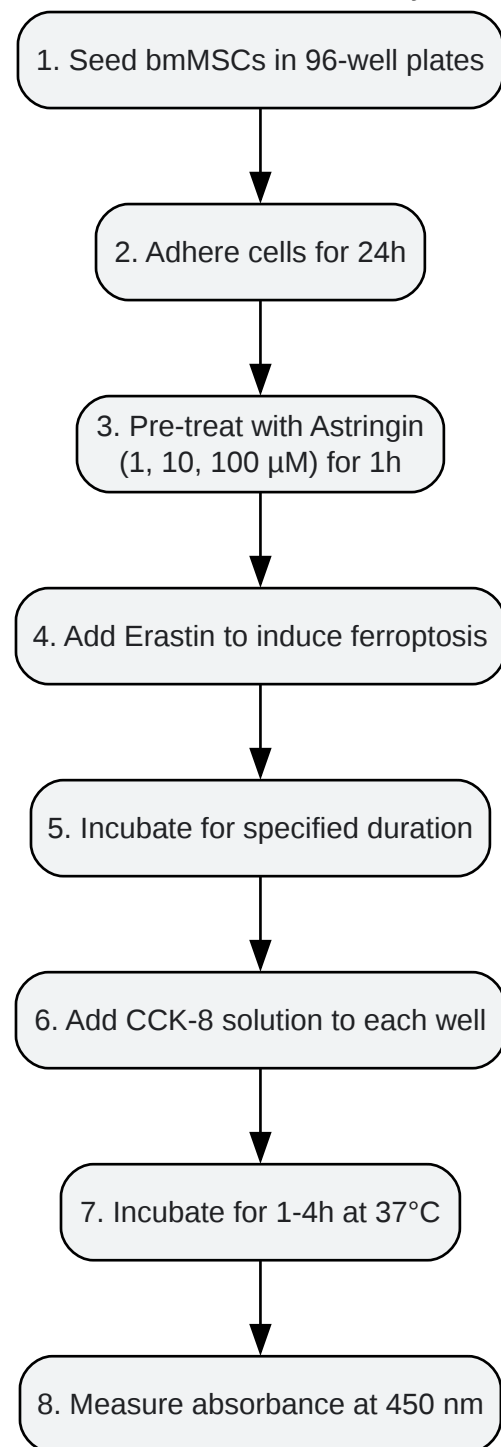 1. Seed bmMSCs in 96-well plates
2. Adhere cells for 24h
3. Pre-treat with Astringin
(1, 10, 100 µM) for 1h
4. Add Erastin to induce ferroptosis
5. Incubate for specified duration
6. Add CCK-8 solution to each well
7. Incubate for 1-4h at 37°C
8. Measure absorbance at 450 nm